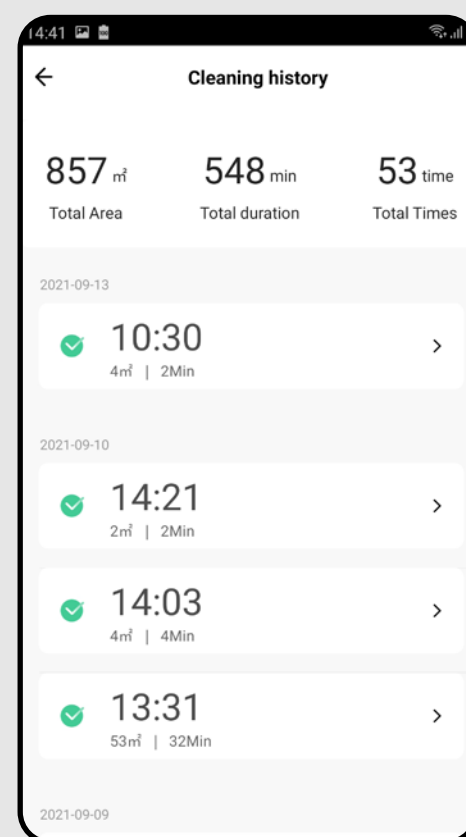 14:41
Cleaning history
857 ㎡ 548 min 53 time
Total Area Total duration Total Times
2021-09-13
10:30
4㎡ | 2Min
2021-09-10
14:21
2㎡ | 2Min
14:03
4㎡ | 4Min
13:31
53㎡ | 32Min
2021-09-09